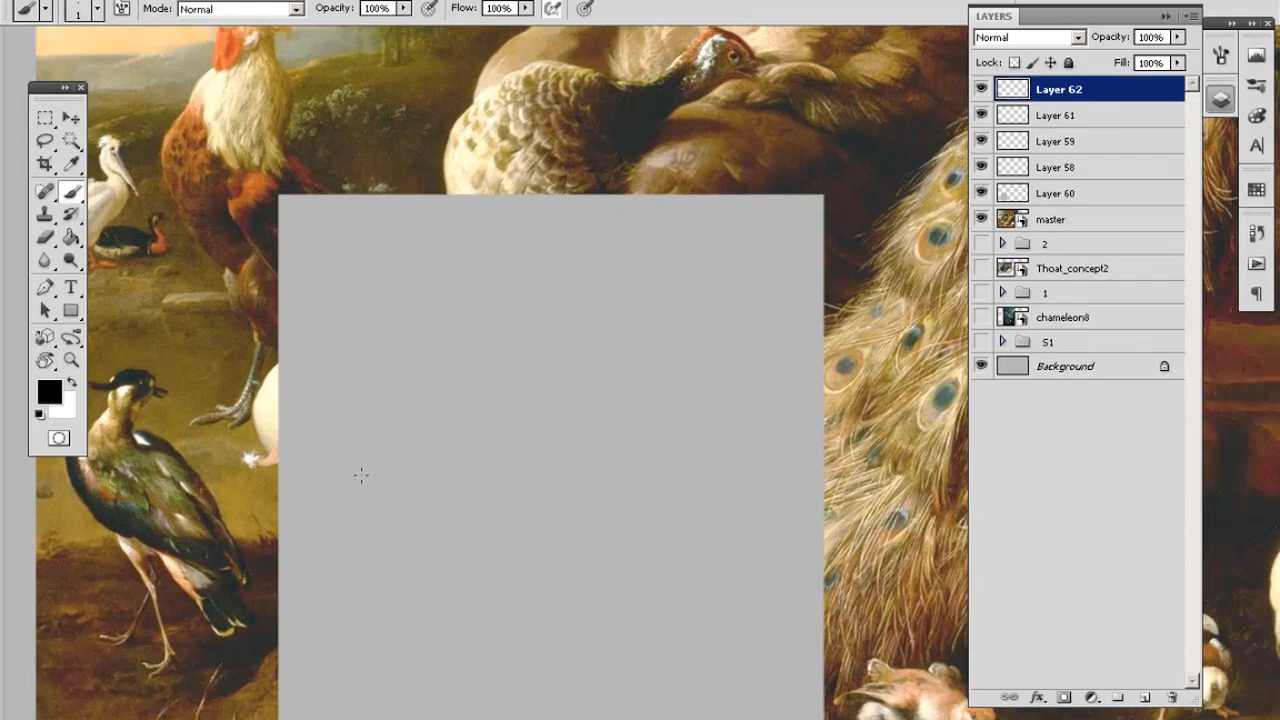 1
Mode: Normal
Opacity: 100%
Flow: 100%
LAYERS
Normal
Opacity: 100%
Lock:
Fill: 100%
Layer 62
Layer 61
Layer 59
Layer 58
Layer 60
master
2
Thoat_concept2
1
chameleon8
S1
Background